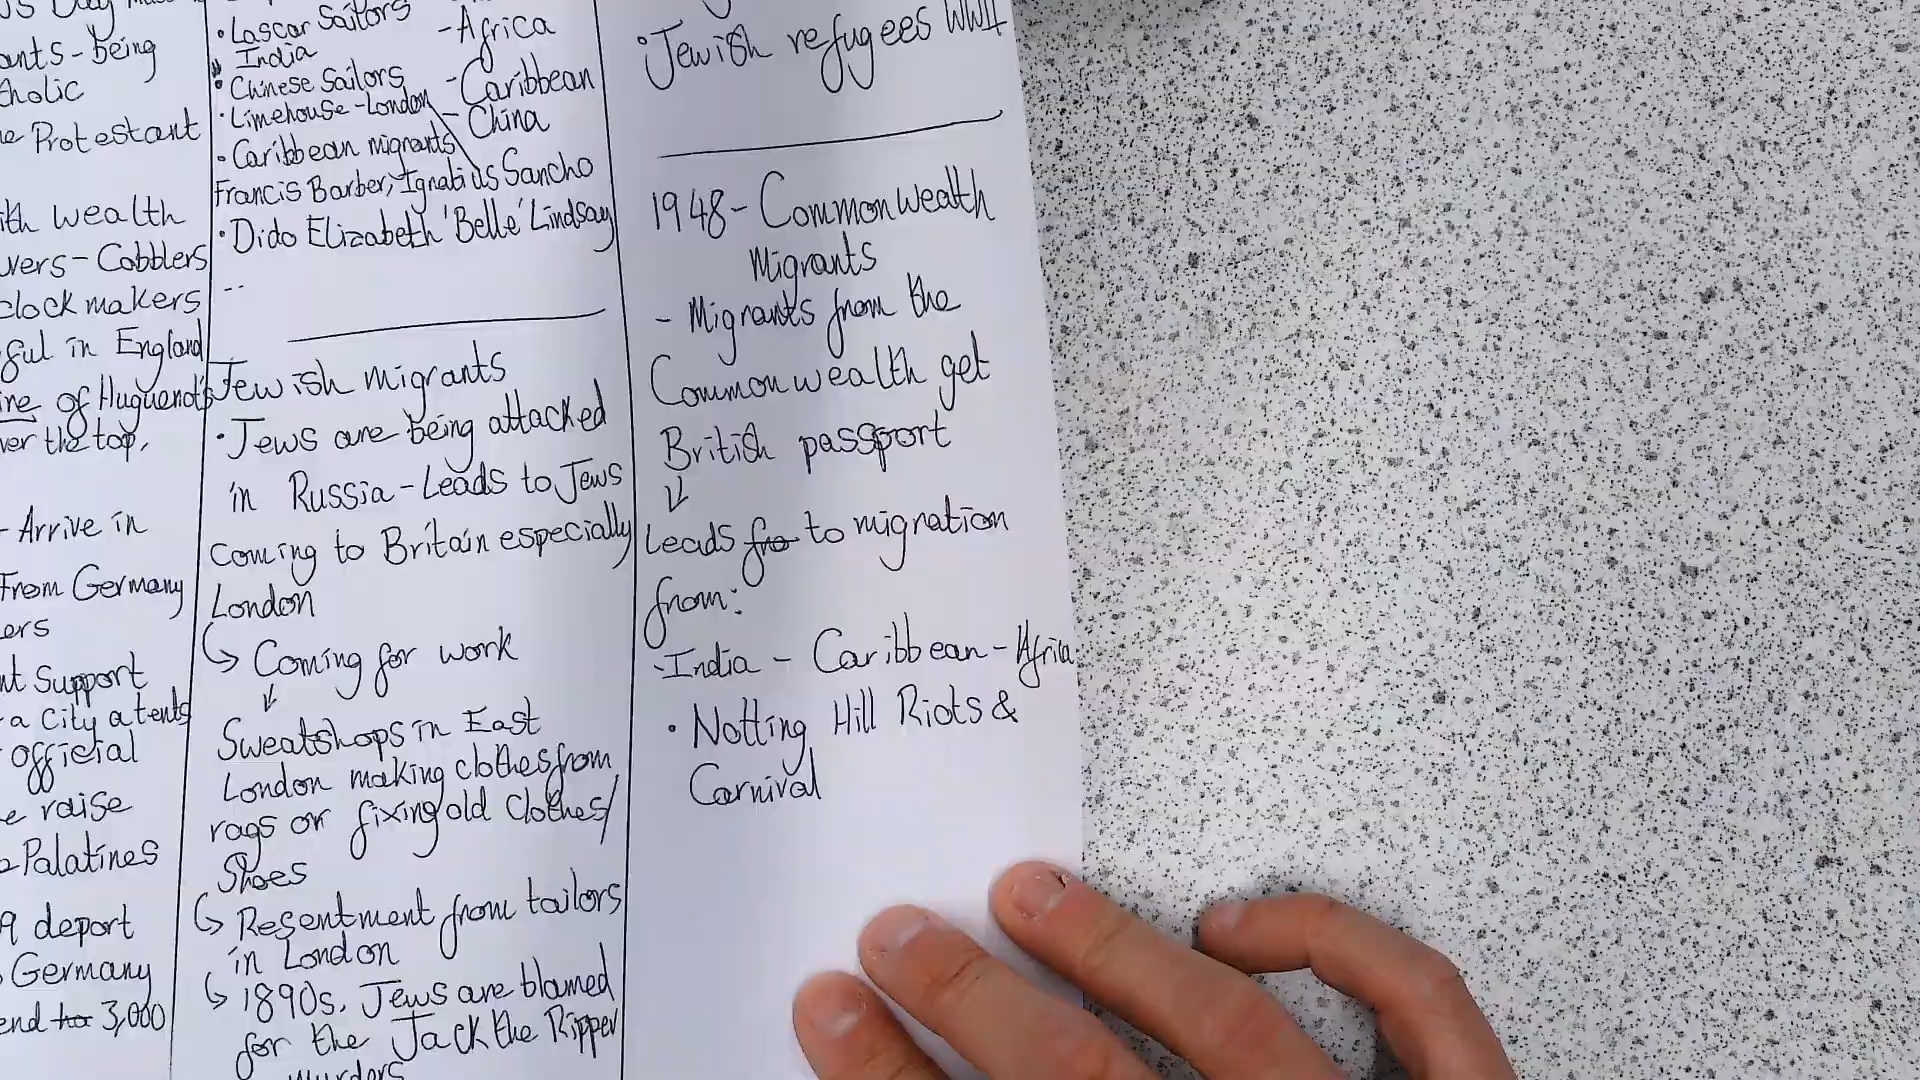 ants - being
holic
e Protestant
ith wealth
vers - Cobblers
clock makers
ful in England
ine of Huguenot's
ver the top,
- Arrive in
From Germany
ers
nt support
- a city a tents
official
e raise
Palatines
9 deport
Germany
end to 3,000
• Lascar Sailors
India
• Chinese Sailors
• Limehouse - London
• Caribbean migrants
Francis Barber, Ignatius Sancho
• Dido Elizabeth 'Belle' Lindsay
--
- Africa
- Caribbean
- China
Jewish migrants
• Jews are being attacked
in Russia - Leads to Jews
coming to Britain especially
London
↳ Coming for work
↓
Sweatshops in East
London making clothes from
rags or fixing old clothes/
Shoes
↳ Resentment from tailors
in London
↳ 1890s, Jews are blamed
for the Jack the Ripper
murders
• Jewish refugees WWII
1948 - Commonwealth
Migrants
- Migrants from the
Commonwealth get
British passport
↓
Leads fro to migration
from:
- India - Caribbean - Africa
• Notting Hill Riots &
Carnival